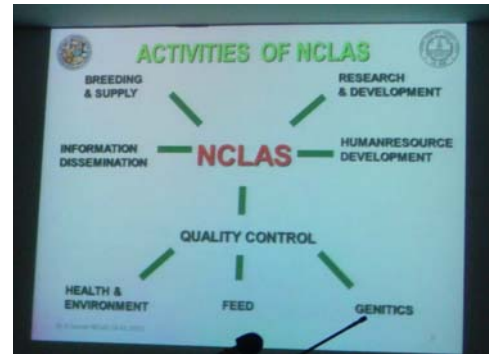 ACTIVITIES OF NCLAS
BREEDING
& SUPPLY
RESEARCH
& DEVELOPMENT
INFORMATION
DISSEMINATION
NCLAS
HUMANRESOURCE
DEVELOPMENT
QUALITY CONTROL
HEALTH &
ENVIRONMENT
FEED
GENITICS